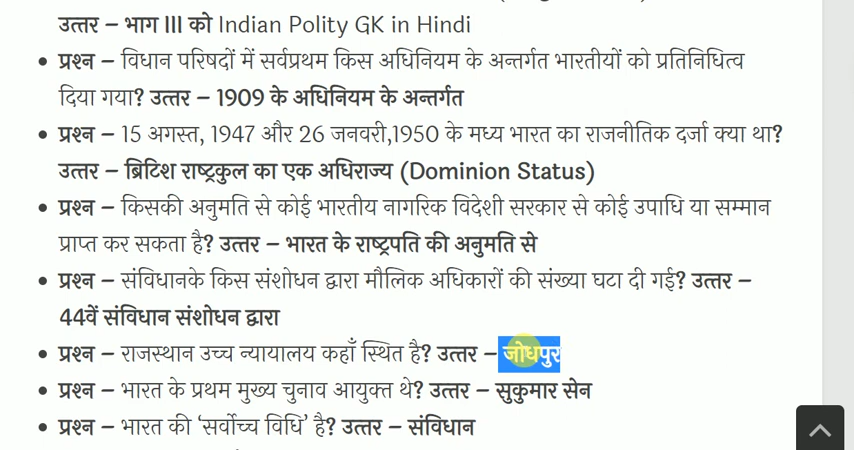 उत्तर – भाग III को Indian Polity GK in Hindi
प्रश्न – विधान परिषदों में सर्वप्रथम किस अधिनियम के अन्तर्गत भारतीयों को प्रतिनिधित्व
दिया गया? उत्तर – 1909 के अधिनियम के अन्तर्गत
प्रश्न – 15 अगस्त, 1947 और 26 जनवरी,1950 के मध्य भारत का राजनीतिक दर्जा क्या था?
उत्तर – ब्रिटिश राष्ट्रकुल का एक अधिराज्य (Dominion Status)
प्रश्न – किसकी अनुमति से कोई भारतीय नागरिक विदेशी सरकार से कोई उपाधि या सम्मान
प्राप्त कर सकता है? उत्तर – भारत के राष्ट्रपति की अनुमति से
प्रश्न – संविधानके किस संशोधन द्वारा मौलिक अधिकारों की संख्या घटा दी गई? उत्तर –
44वें संविधान संशोधन द्वारा
प्रश्न – राजस्थान उच्च न्यायालय कहाँ स्थित है? उत्तर – जोधपुर
प्रश्न – भारत के प्रथम मुख्य चुनाव आयुक्त थे? उत्तर – सुकुमार सेन
प्रश्न – भारत की ‘सर्वोच्च विधि’ है? उत्तर – संविधान